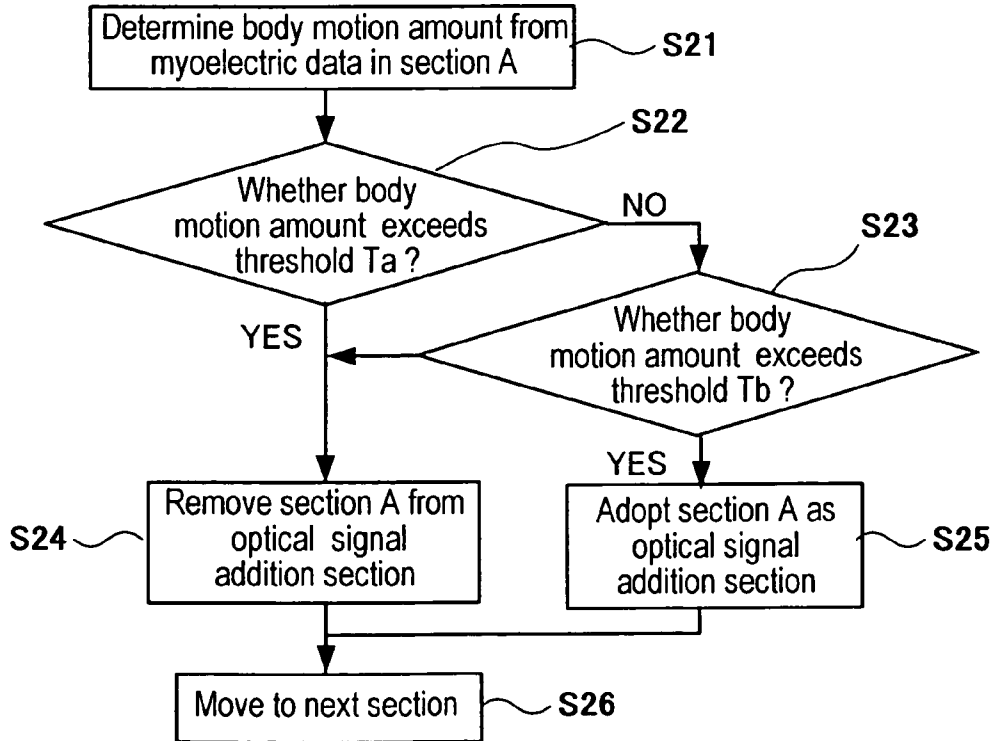 Determine body motion amount from
myoelectric data in section A
S21
S22
Whether body
motion amount exceeds
threshold Ta ?
NO
S23
YES
Whether body
motion amount exceeds
threshold Tb ?
YES
S24
Remove section A from
optical signal
addition section
Adopt section A as
optical signal
addition section
S25
Move to next section
S26